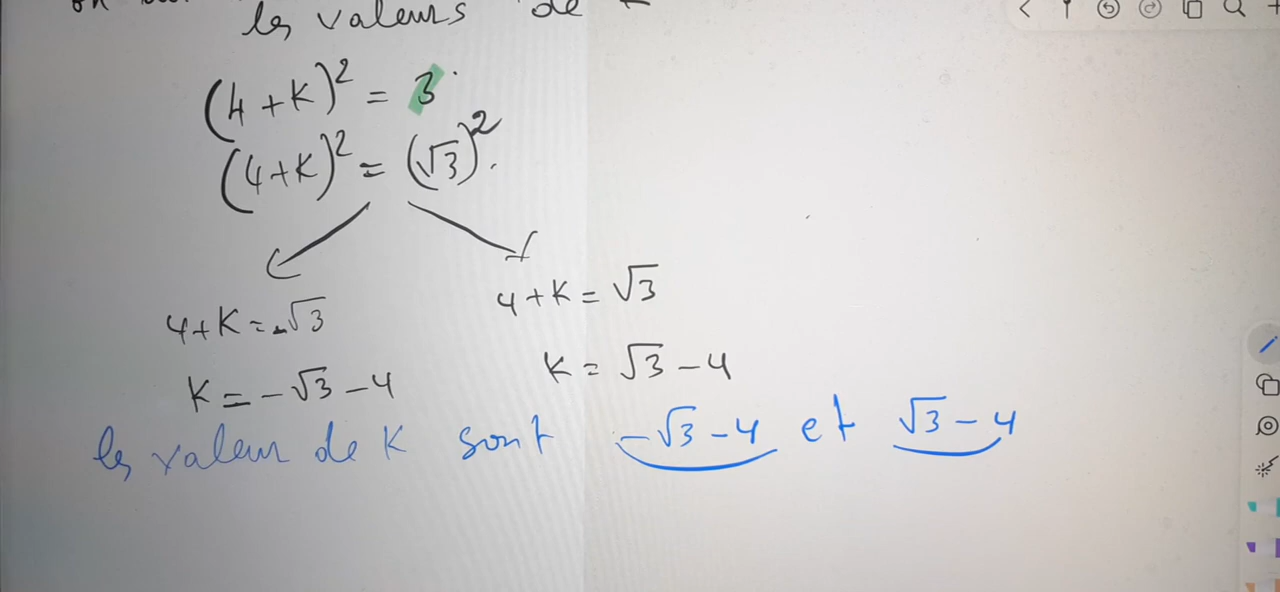 les valeurs de
(4+K)² = 3
(4+K)² = (√3)².
4+K = -√3
4+K = √3
K = -√3 - 4
K = √3 - 4
les valeur de K sont -√3-4 et √3-4